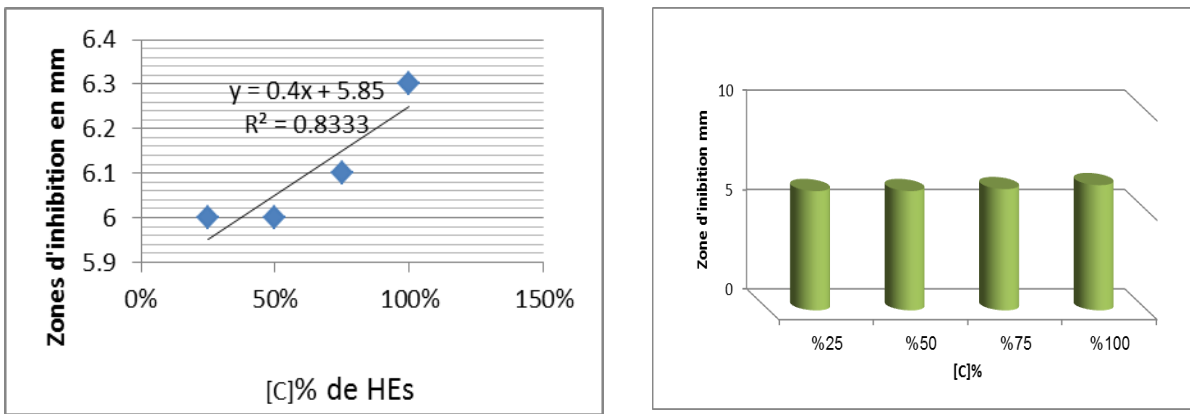 Zones d'inhibition en mm
6.4
6.3
6.2
6.1
6
5.9
y = 0.4x + 5.85
R² = 0.8333
0% 50% 100% 150%
[C]% de HEs
Zone d'inibition mm
10
5
0
%25 %50 %75 %100
[C]%